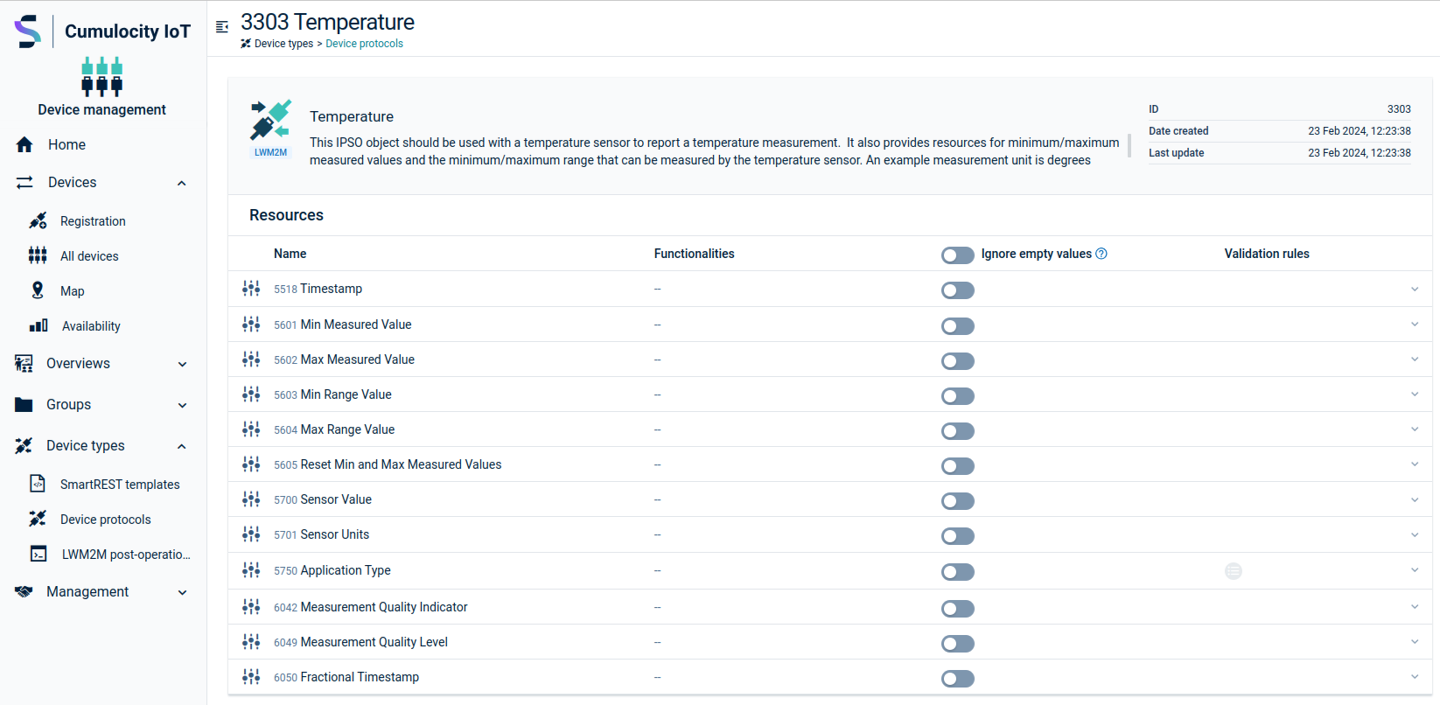 Cumulocity IoT
Device management
Home
Devices
Registration
All devices
Map
Availability
Overviews
Groups
Device types
SmartREST templates
Device protocols
LWM2M post-operatio...
Management
3303 Temperature
Device types > Device protocols
LWM2M
Temperature
This IPSO object should be used with a temperature sensor to report a temperature measurement.  It also provides resources for minimum/maximum
measured values and the minimum/maximum range that can be measured by the temperature sensor. An example measurement unit is degrees
ID 3303
Date created 23 Feb 2024, 12:23:38
Last update 23 Feb 2024, 12:23:38
Resources
Name Functionalities Ignore empty values ? Validation rules
5518 Timestamp --
5601 Min Measured Value --
5602 Max Measured Value --
5603 Min Range Value --
5604 Max Range Value --
5605 Reset Min and Max Measured Values --
5700 Sensor Value --
5701 Sensor Units --
5750 Application Type --
6042 Measurement Quality Indicator --
6049 Measurement Quality Level --
6050 Fractional Timestamp --